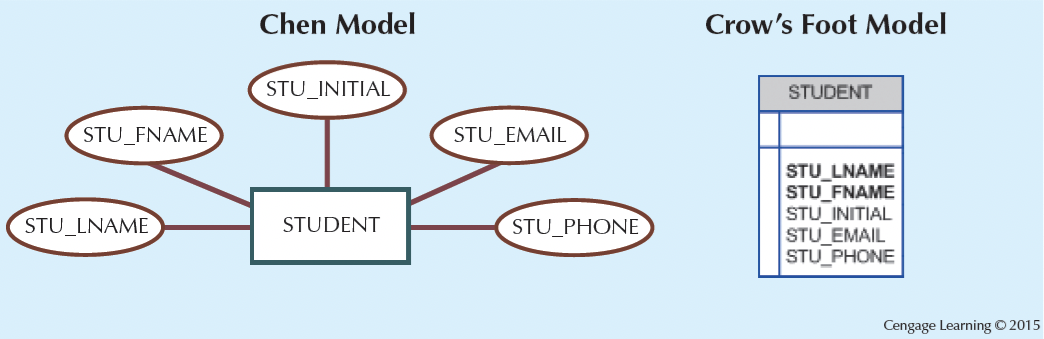 Chen Model
STU_INITIAL
STU_FNAME
STU_EMAIL
STU_LNAME
STUDENT
STU_PHONE
Crow's Foot Model
STUDENT
STU_LNAME
STU_FNAME
STU_INITIAL
STU_EMAIL
STU_PHONE
Cengage Learning © 2015